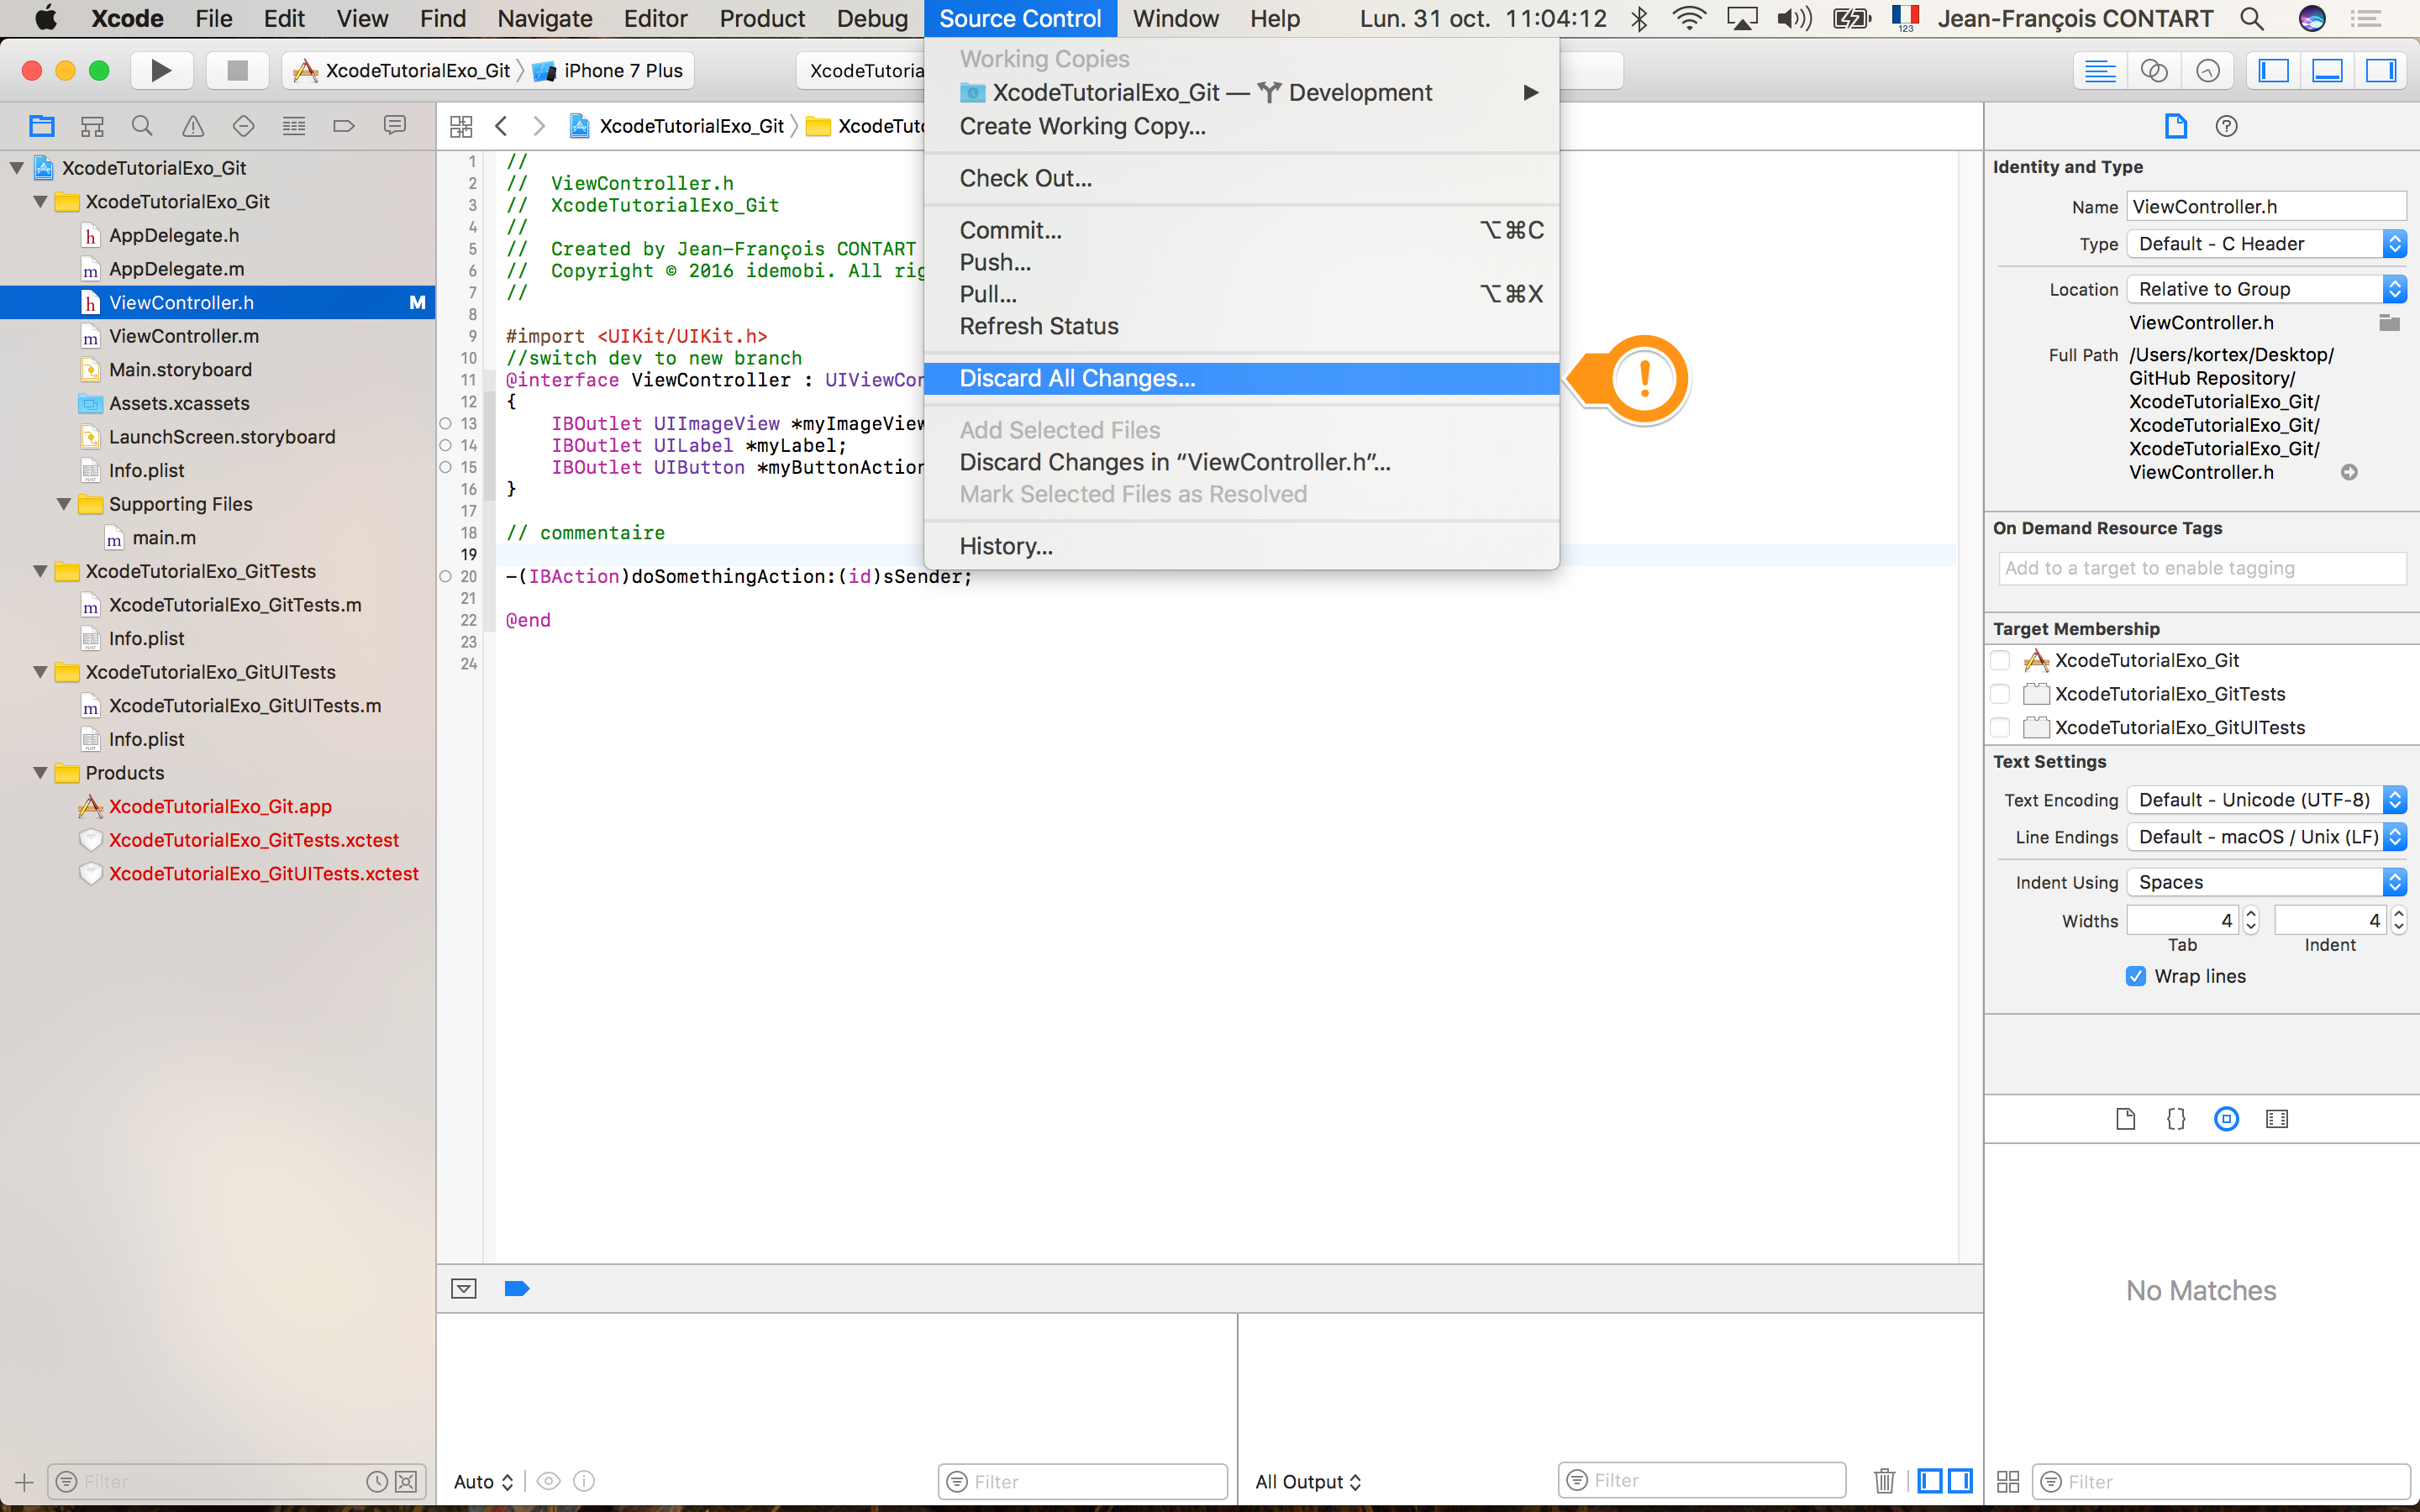 Xcode File Edit View Find Navigate Editor Product Debug Source Control Window Help Lun. 31 oct. 11:04:12 123 Jean-François CONTART
XcodeTutorialExo_Git iPhone 7 Plus
XcodeTutoria
Working Copies
XcodeTutorialExo_Git — Development
Create Working Copy...
Check Out...
Commit... ⌥⌘C
Push...
Pull... ⌥⌘X
Refresh Status
Discard All Changes...
Add Selected Files
Discard Changes in “ViewController.h”...
Mark Selected Files as Resolved
History...
XcodeTutorialExo_Git
XcodeTutorialExo_Git
h AppDelegate.h
m AppDelegate.m
h ViewController.h M
m ViewController.m
Main.storyboard
Assets.xcassets
LaunchScreen.storyboard
Info.plist
Supporting Files
m main.m
XcodeTutorialExo_GitTests
m XcodeTutorialExo_GitTests.m
Info.plist
XcodeTutorialExo_GitUITests
m XcodeTutorialExo_GitUITests.m
Info.plist
Products
XcodeTutorialExo_Git.app
XcodeTutorialExo_GitTests.xctest
XcodeTutorialExo_GitUITests.xctest
Filter
XcodeTutorialExo_Git XcodeTuto
1 //
2 // ViewController.h
3 // XcodeTutorialExo_Git
4 //
5 // Created by Jean-François CONTART
6 // Copyright © 2016 idemobi. All rig
7 //
8
9 #import <UIKit/UIKit.h>
10 //switch dev to new branch
11 @interface ViewController : UIViewCon
12 {
13 IBOutlet UIImageView *myImageView
14 IBOutlet UILabel *myLabel;
15 IBOutlet UIButton *myButtonAction
16 }
17
18 // commentaire
19
20 -(IBAction)doSomethingAction:(id)sSender;
21
22 @end
23
24
!
Auto
Filter
All Output
Filter
Identity and Type
Name ViewController.h
Type Default - C Header
Location Relative to Group
ViewController.h
Full Path /Users/kortex/Desktop/
GitHub Repository/
XcodeTutorialExo_Git/
XcodeTutorialExo_Git/
XcodeTutorialExo_Git/
ViewController.h
On Demand Resource Tags
Add to a target to enable tagging
Target Membership
XcodeTutorialExo_Git
XcodeTutorialExo_GitTests
XcodeTutorialExo_GitUITests
Text Settings
Text Encoding Default - Unicode (UTF-8)
Line Endings Default - macOS / Unix (LF)
Indent Using Spaces
Widths 4 4
Tab Indent
Wrap lines
{}
No Matches
Filter